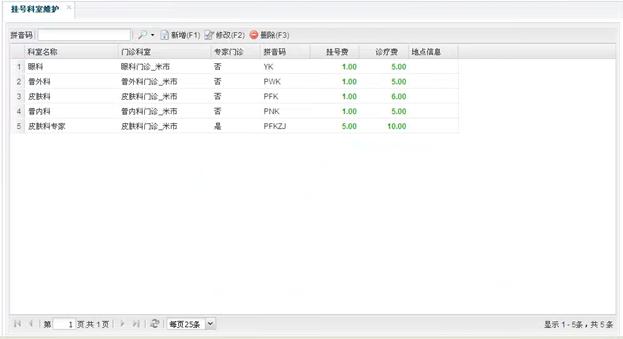 挂号科室维护
拼音码 新增(F1) 修改(F2) 删除(F3)
科室名称 门诊科室 专家门诊 拼音码 挂号费 诊疗费 地点信息
1 眼科 眼科门诊_米市 否 YK 1.00 5.00
2 普外科 普外科门诊_米市 否 PWK 1.00 5.00
3 皮肤科 皮肤科门诊_米市 否 PFK 1.00 6.00
4 普内科 普内科门诊_米市 否 PNK 1.00 5.00
5 皮肤科专家 皮肤科门诊_米市 是 PFKZJ 5.00 10.00
第 1 页,共 1 页 每页25条 显示 1 - 5条，共 5 条